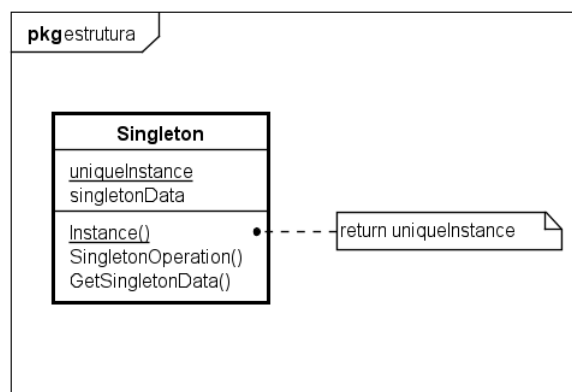 pkg estrutura
Singleton
uniqueInstance
singletonData
Instance()
return uniqueInstance
SingletonOperation()
GetSingletonData()